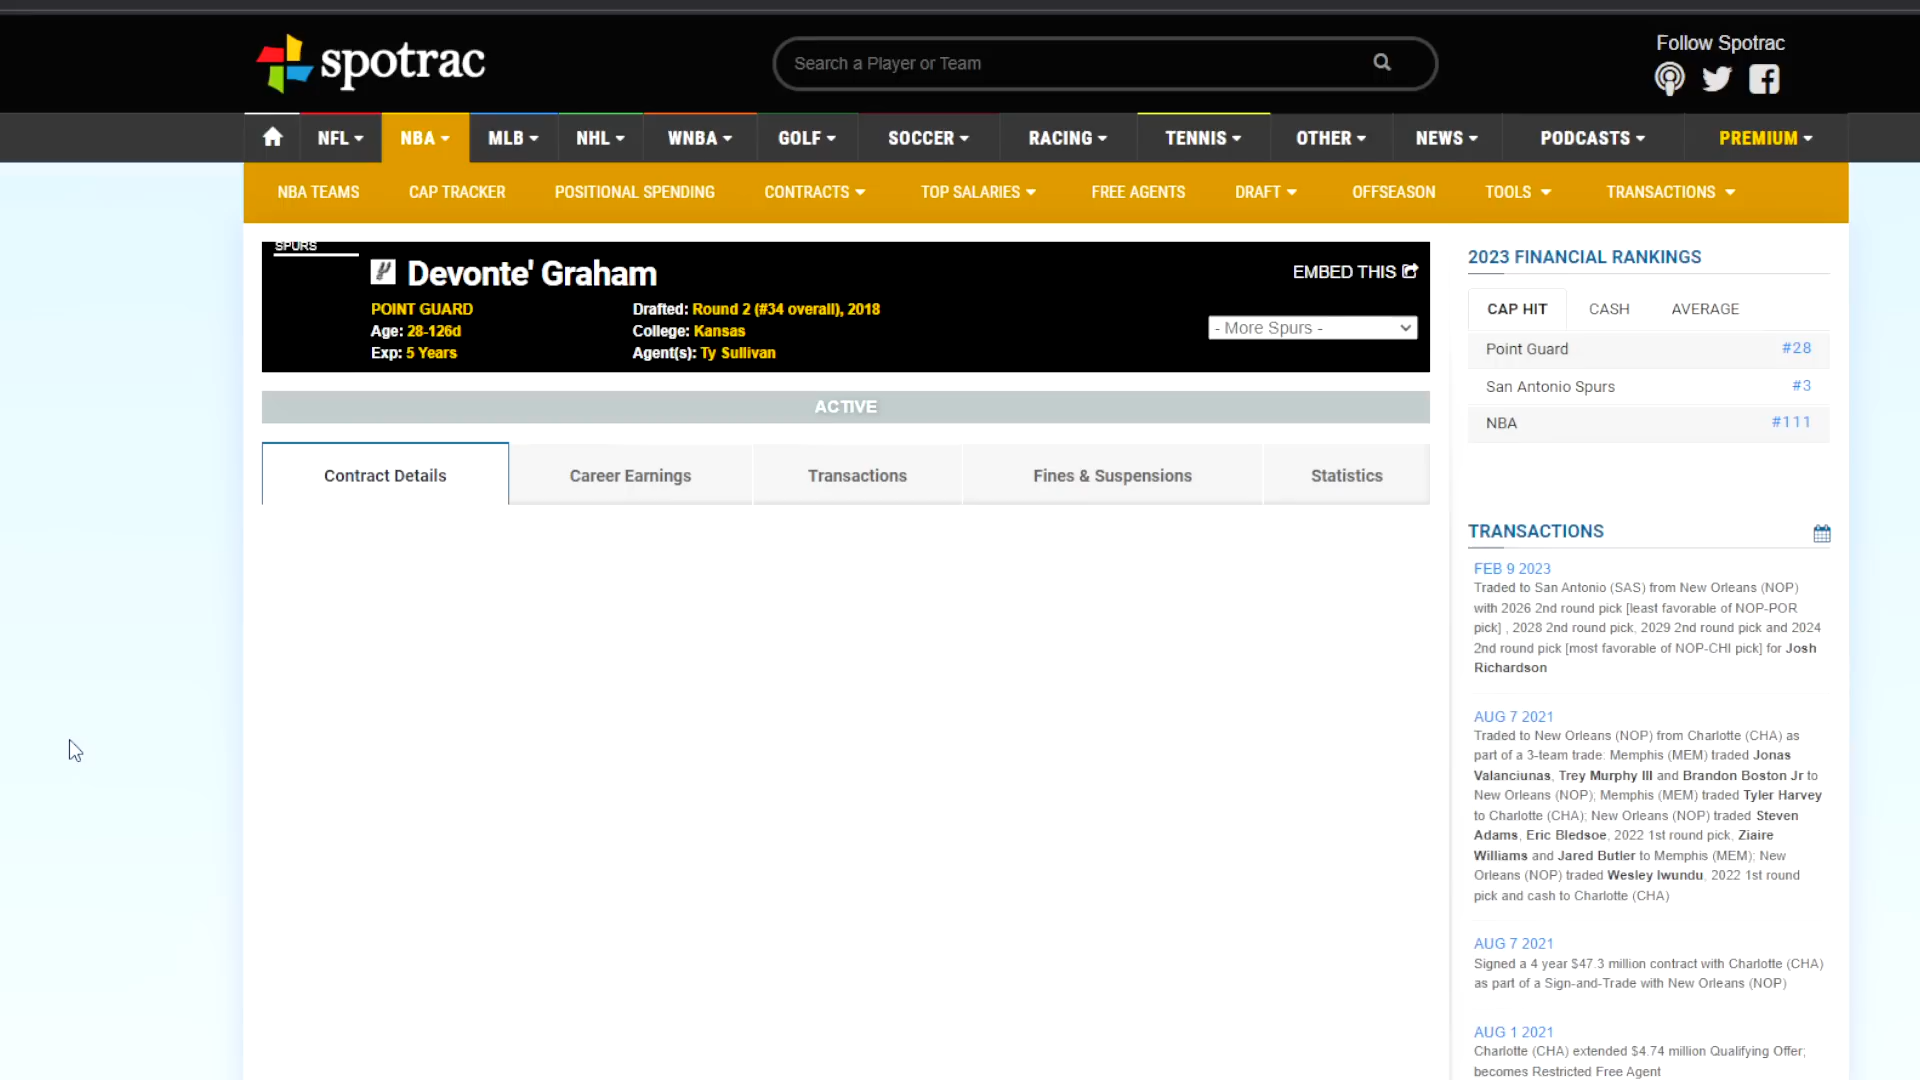 spotrac
Search a Player or Team
Follow Spotrac
NFL
NBA
MLB
NHL
WNBA
GOLF
SOCCER
RACING
TENNIS
OTHER
NEWS
PODCASTS
PREMIUM
NBA TEAMS
CAP TRACKER
POSITIONAL SPENDING
CONTRACTS
TOP SALARIES
FREE AGENTS
DRAFT
OFFSEASON
TOOLS
TRANSACTIONS
SPURS
Devonte' Graham
EMBED THIS
POINT GUARD
Drafted: Round 2 (#34 overall), 2018
Age: 28-126d
College: Kansas
Exp: 5 Years
Agent(s): Ty Sullivan
- More Spurs -
ACTIVE
Contract Details
Career Earnings
Transactions
Fines & Suspensions
Statistics
2023 FINANCIAL RANKINGS
CAP HIT
CASH
AVERAGE
Point Guard #28
San Antonio Spurs #3
NBA #111
TRANSACTIONS
FEB 9 2023
Traded to San Antonio (SAS) from New Orleans (NOP)
with 2026 2nd round pick [least favorable of NOP-POR
pick] , 2028 2nd round pick, 2029 2nd round pick and 2024
2nd round pick [most favorable of NOP-CHI pick] for Josh
Richardson
AUG 7 2021
Traded to New Orleans (NOP) from Charlotte (CHA) as
part of a 3-team trade: Memphis (MEM) traded Jonas
Valanciunas, Trey Murphy III and Brandon Boston Jr to
New Orleans (NOP); Memphis (MEM) traded Tyler Harvey
to Charlotte (CHA); New Orleans (NOP) traded Steven
Adams, Eric Bledsoe, 2022 1st round pick, Ziaire
Williams and Jared Butler to Memphis (MEM); New
Orleans (NOP) traded Wesley Iwundu, 2022 1st round
pick and cash to Charlotte (CHA)
AUG 7 2021
Signed a 4 year $47.3 million contract with Charlotte (CHA)
as part of a Sign-and-Trade with New Orleans (NOP)
AUG 1 2021
Charlotte (CHA) extended $4.74 million Qualifying Offer;
becomes Restricted Free Agent